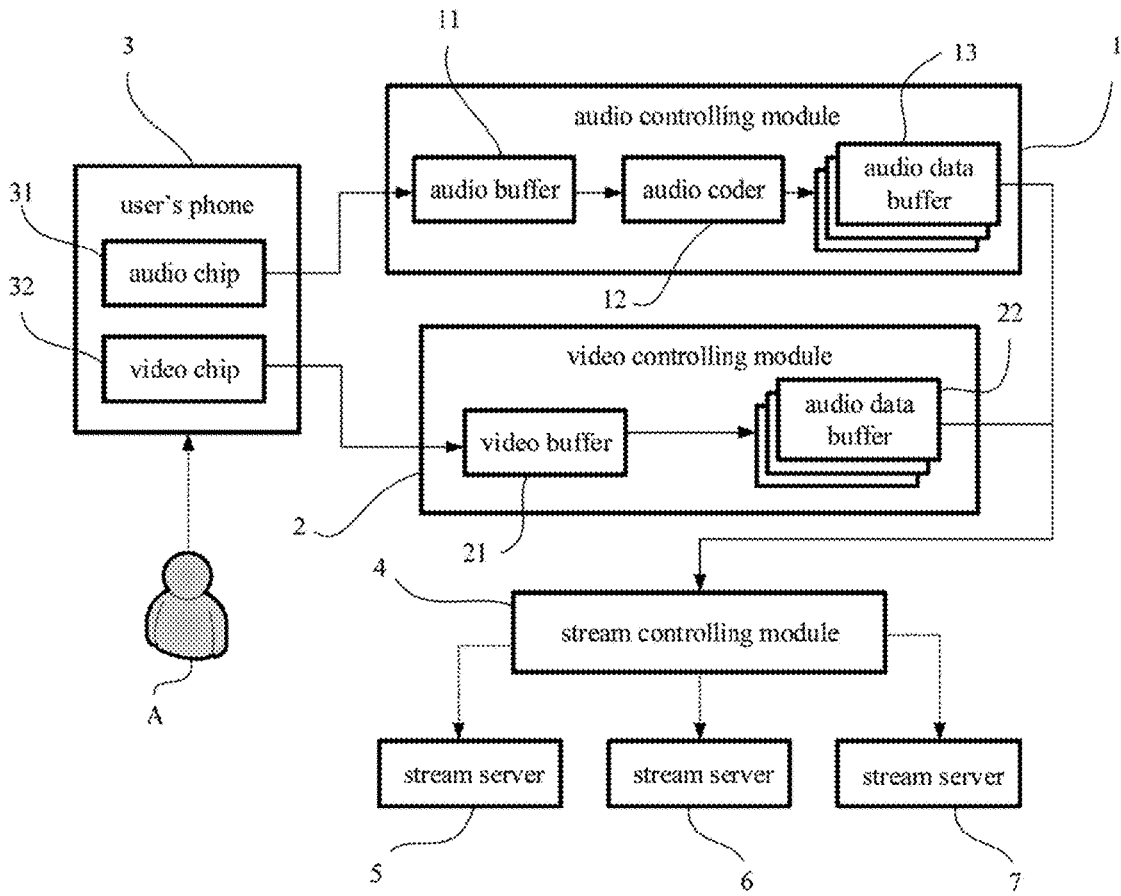 11
3
13
1
audio controlling module
audio data
buffer
audio buffer
audio coder
user's phone
31
audio chip
12
32
22
video controlling module
video chip
audio data
buffer
video buffer
2
21
4
stream controlling module
A
stream server
stream server
stream server
5
6
7